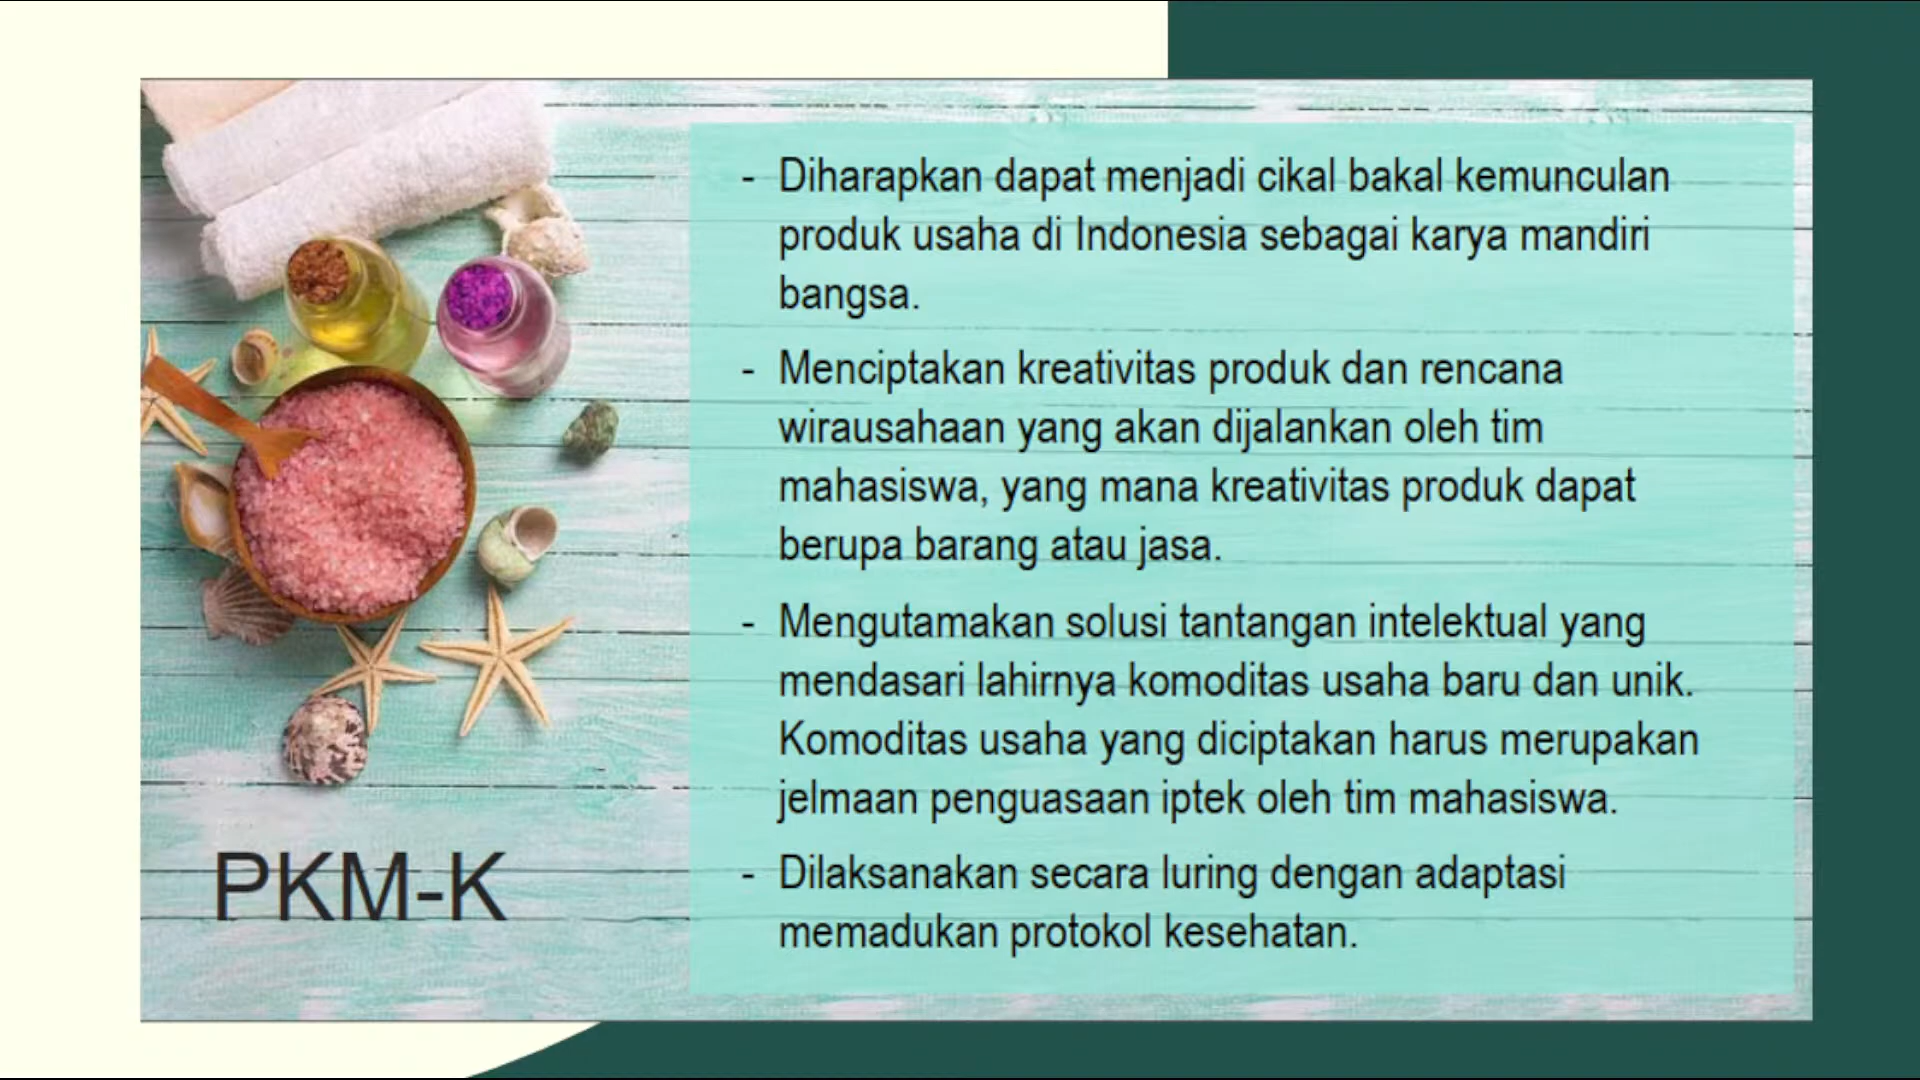 - Diharapkan dapat menjadi cikal bakal kemunculan
produk usaha di Indonesia sebagai karya mandiri
bangsa.
- Menciptakan kreativitas produk dan rencana
wirausahaan yang akan dijalankan oleh tim
mahasiswa, yang mana kreativitas produk dapat
berupa barang atau jasa.
- Mengutamakan solusi tantangan intelektual yang
mendasari lahirnya komoditas usaha baru dan unik.
Komoditas usaha yang diciptakan harus merupakan
jelmaan penguasaan iptek oleh tim mahasiswa.
- Dilaksanakan secara luring dengan adaptasi
memadukan protokol kesehatan.
PKM-K